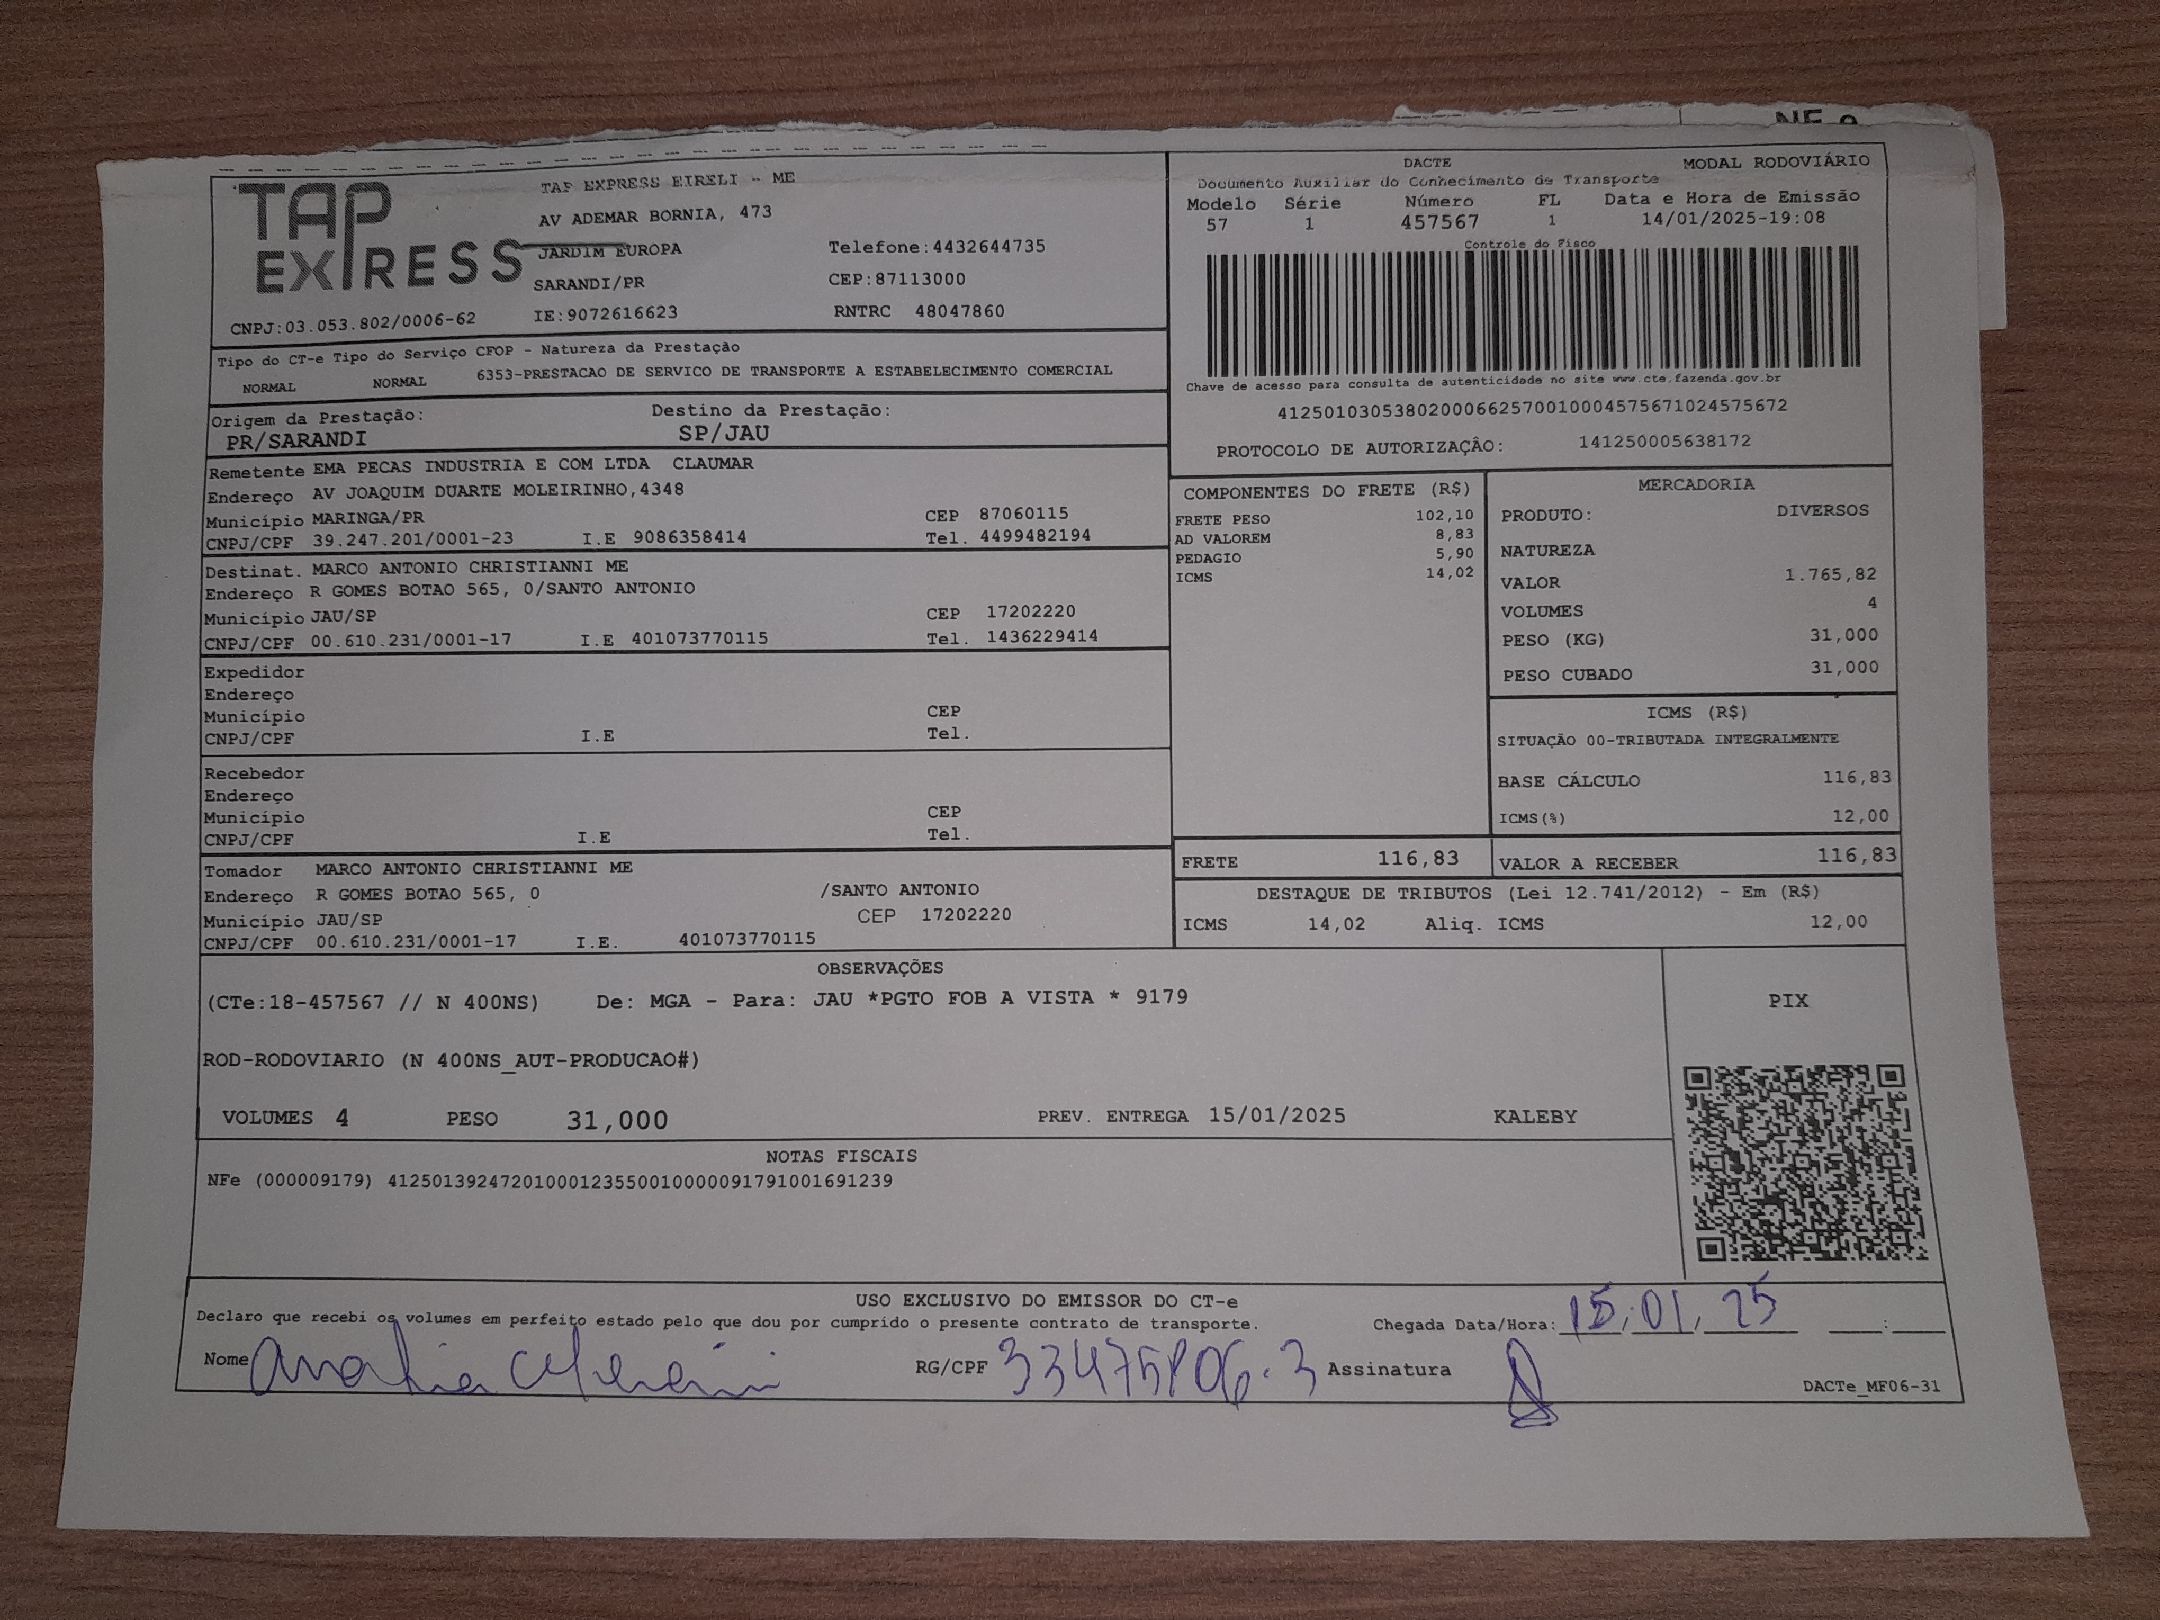 NF-e
TAP EXPRESS
TAP EXPRESS EIRELI - ME
AV ADEMAR BORNIA, 473
JARDIM EUROPA Telefone:4432644735
SARANDI/PR CEP:87113000
CNPJ:03.053.802/0006-62 IE:9072616623 RNTRC 48047860
DACTE MODAL RODOVIÁRIO
Documento Auxiliar do Conhecimento de Transporte
Modelo Série Número FL Data e Hora de Emissão
57 1 457567 1 14/01/2025-19:08
Controle do Fisco
Chave de acesso para consulta de autenticidade no site www.cte.fazenda.gov.br
41250103053802000662570010004575671024575672
PROTOCOLO DE AUTORIZAÇÂO: 141250005638172
Tipo do CT-e Tipo do Serviço CFOP - Natureza da Prestação
NORMAL NORMAL 6353-PRESTACAO DE SERVICO DE TRANSPORTE A ESTABELECIMENTO COMERCIAL
Origem da Prestação: Destino da Prestação:
PR/SARANDI SP/JAU
Remetente EMA PECAS INDUSTRIA E COM LTDA CLAUMAR
Endereço AV JOAQUIM DUARTE MOLEIRINHO,4348
Município MARINGA/PR CEP 87060115
CNPJ/CPF 39.247.201/0001-23 I.E 9086358414 Tel. 4499482194
Destinat. MARCO ANTONIO CHRISTIANNI ME
Endereço R GOMES BOTAO 565, 0/SANTO ANTONIO
Município JAU/SP CEP 17202220
CNPJ/CPF 00.610.231/0001-17 I.E 401073770115 Tel. 1436229414
Expedidor
Endereço
Município CEP
CNPJ/CPF I.E Tel.
Recebedor
Endereço
Município CEP
CNPJ/CPF I.E Tel.
Tomador MARCO ANTONIO CHRISTIANNI ME
Endereço R GOMES BOTAO 565, 0 /SANTO ANTONIO
Município JAU/SP CEP 17202220
CNPJ/CPF 00.610.231/0001-17 I.E. 401073770115
COMPONENTES DO FRETE (R$)
FRETE PESO 102,10
AD VALOREM 8,83
PEDAGIO 5,90
ICMS 14,02
MERCADORIA
PRODUTO: DIVERSOS
NATUREZA
VALOR 1.765,82
VOLUMES 4
PESO (KG) 31,000
PESO CUBADO 31,000
ICMS (R$)
SITUAÇÃO 00-TRIBUTADA INTEGRALMENTE
BASE CÁLCULO 116,83
ICMS(%) 12,00
FRETE 116,83 VALOR A RECEBER 116,83
DESTAQUE DE TRIBUTOS (Lei 12.741/2012) - Em (R$)
ICMS 14,02 Aliq. ICMS 12,00
OBSERVAÇÕES
(CTe:18-457567 // N 400NS) De: MGA - Para: JAU *PGTO FOB A VISTA * 9179
ROD-RODOVIARIO (N 400NS_AUT-PRODUCAO#)
VOLUMES 4 PESO 31,000 PREV. ENTREGA 15/01/2025 KALEBY
PIX
NOTAS FISCAIS
NFe (000009179) 41250139247201000123550010000091791001691239
USO EXCLUSIVO DO EMISSOR DO CT-e
Declaro que recebi os volumes em perfeito estado pelo que dou por cumprido o presente contrato de transporte. Chegada Data/Hora: 15.01.25 :
Nome RG/CPF 33475806-3 Assinatura
DACTe_MF06-31